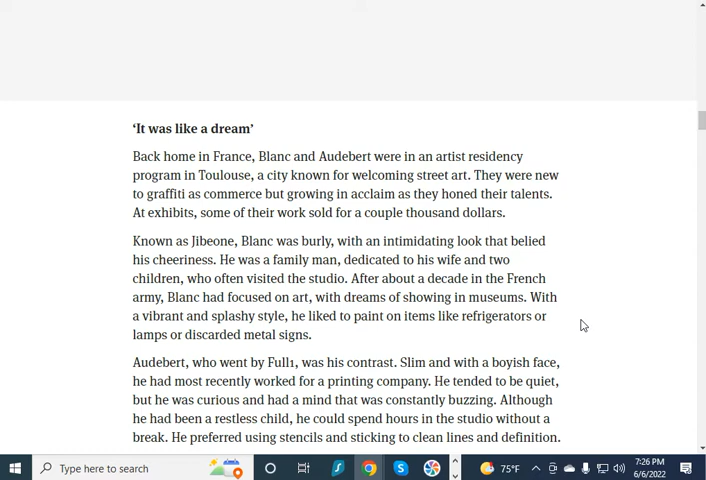 ‘It was like a dream’
Back home in France, Blanc and Audebert were in an artist residency
program in Toulouse, a city known for welcoming street art. They were new
to graffiti as commerce but growing in acclaim as they honed their talents.
At exhibits, some of their work sold for a couple thousand dollars.
Known as Jibeone, Blanc was burly, with an intimidating look that belied
his cheeriness. He was a family man, dedicated to his wife and two
children, who often visited the studio. After about a decade in the French
army, Blanc had focused on art, with dreams of showing in museums. With
a vibrant and splashy style, he liked to paint on items like refrigerators or
lamps or discarded metal signs.
Audebert, who went by Full1, was his contrast. Slim and with a boyish face,
he had most recently worked for a printing company. He tended to be quiet,
but he was curious and had a mind that was constantly buzzing. Although
he had been a restless child, he could spend hours in the studio without a
break. He preferred using stencils and sticking to clean lines and definition.
Type here to search
75°F
7:26 PM
6/6/2022